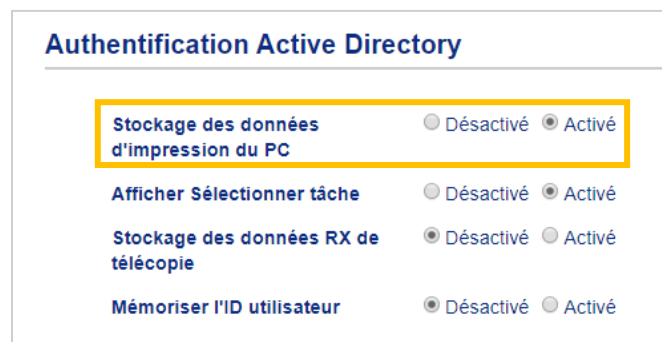 Authentification Active Directory
Stockage des données Désactivé Activé
d'impression du PC
Afficher Sélectionner tâche Désactivé Activé
Stockage des données RX de Désactivé Activé
télécopie
Mémoriser l'ID utilisateur Désactivé Activé